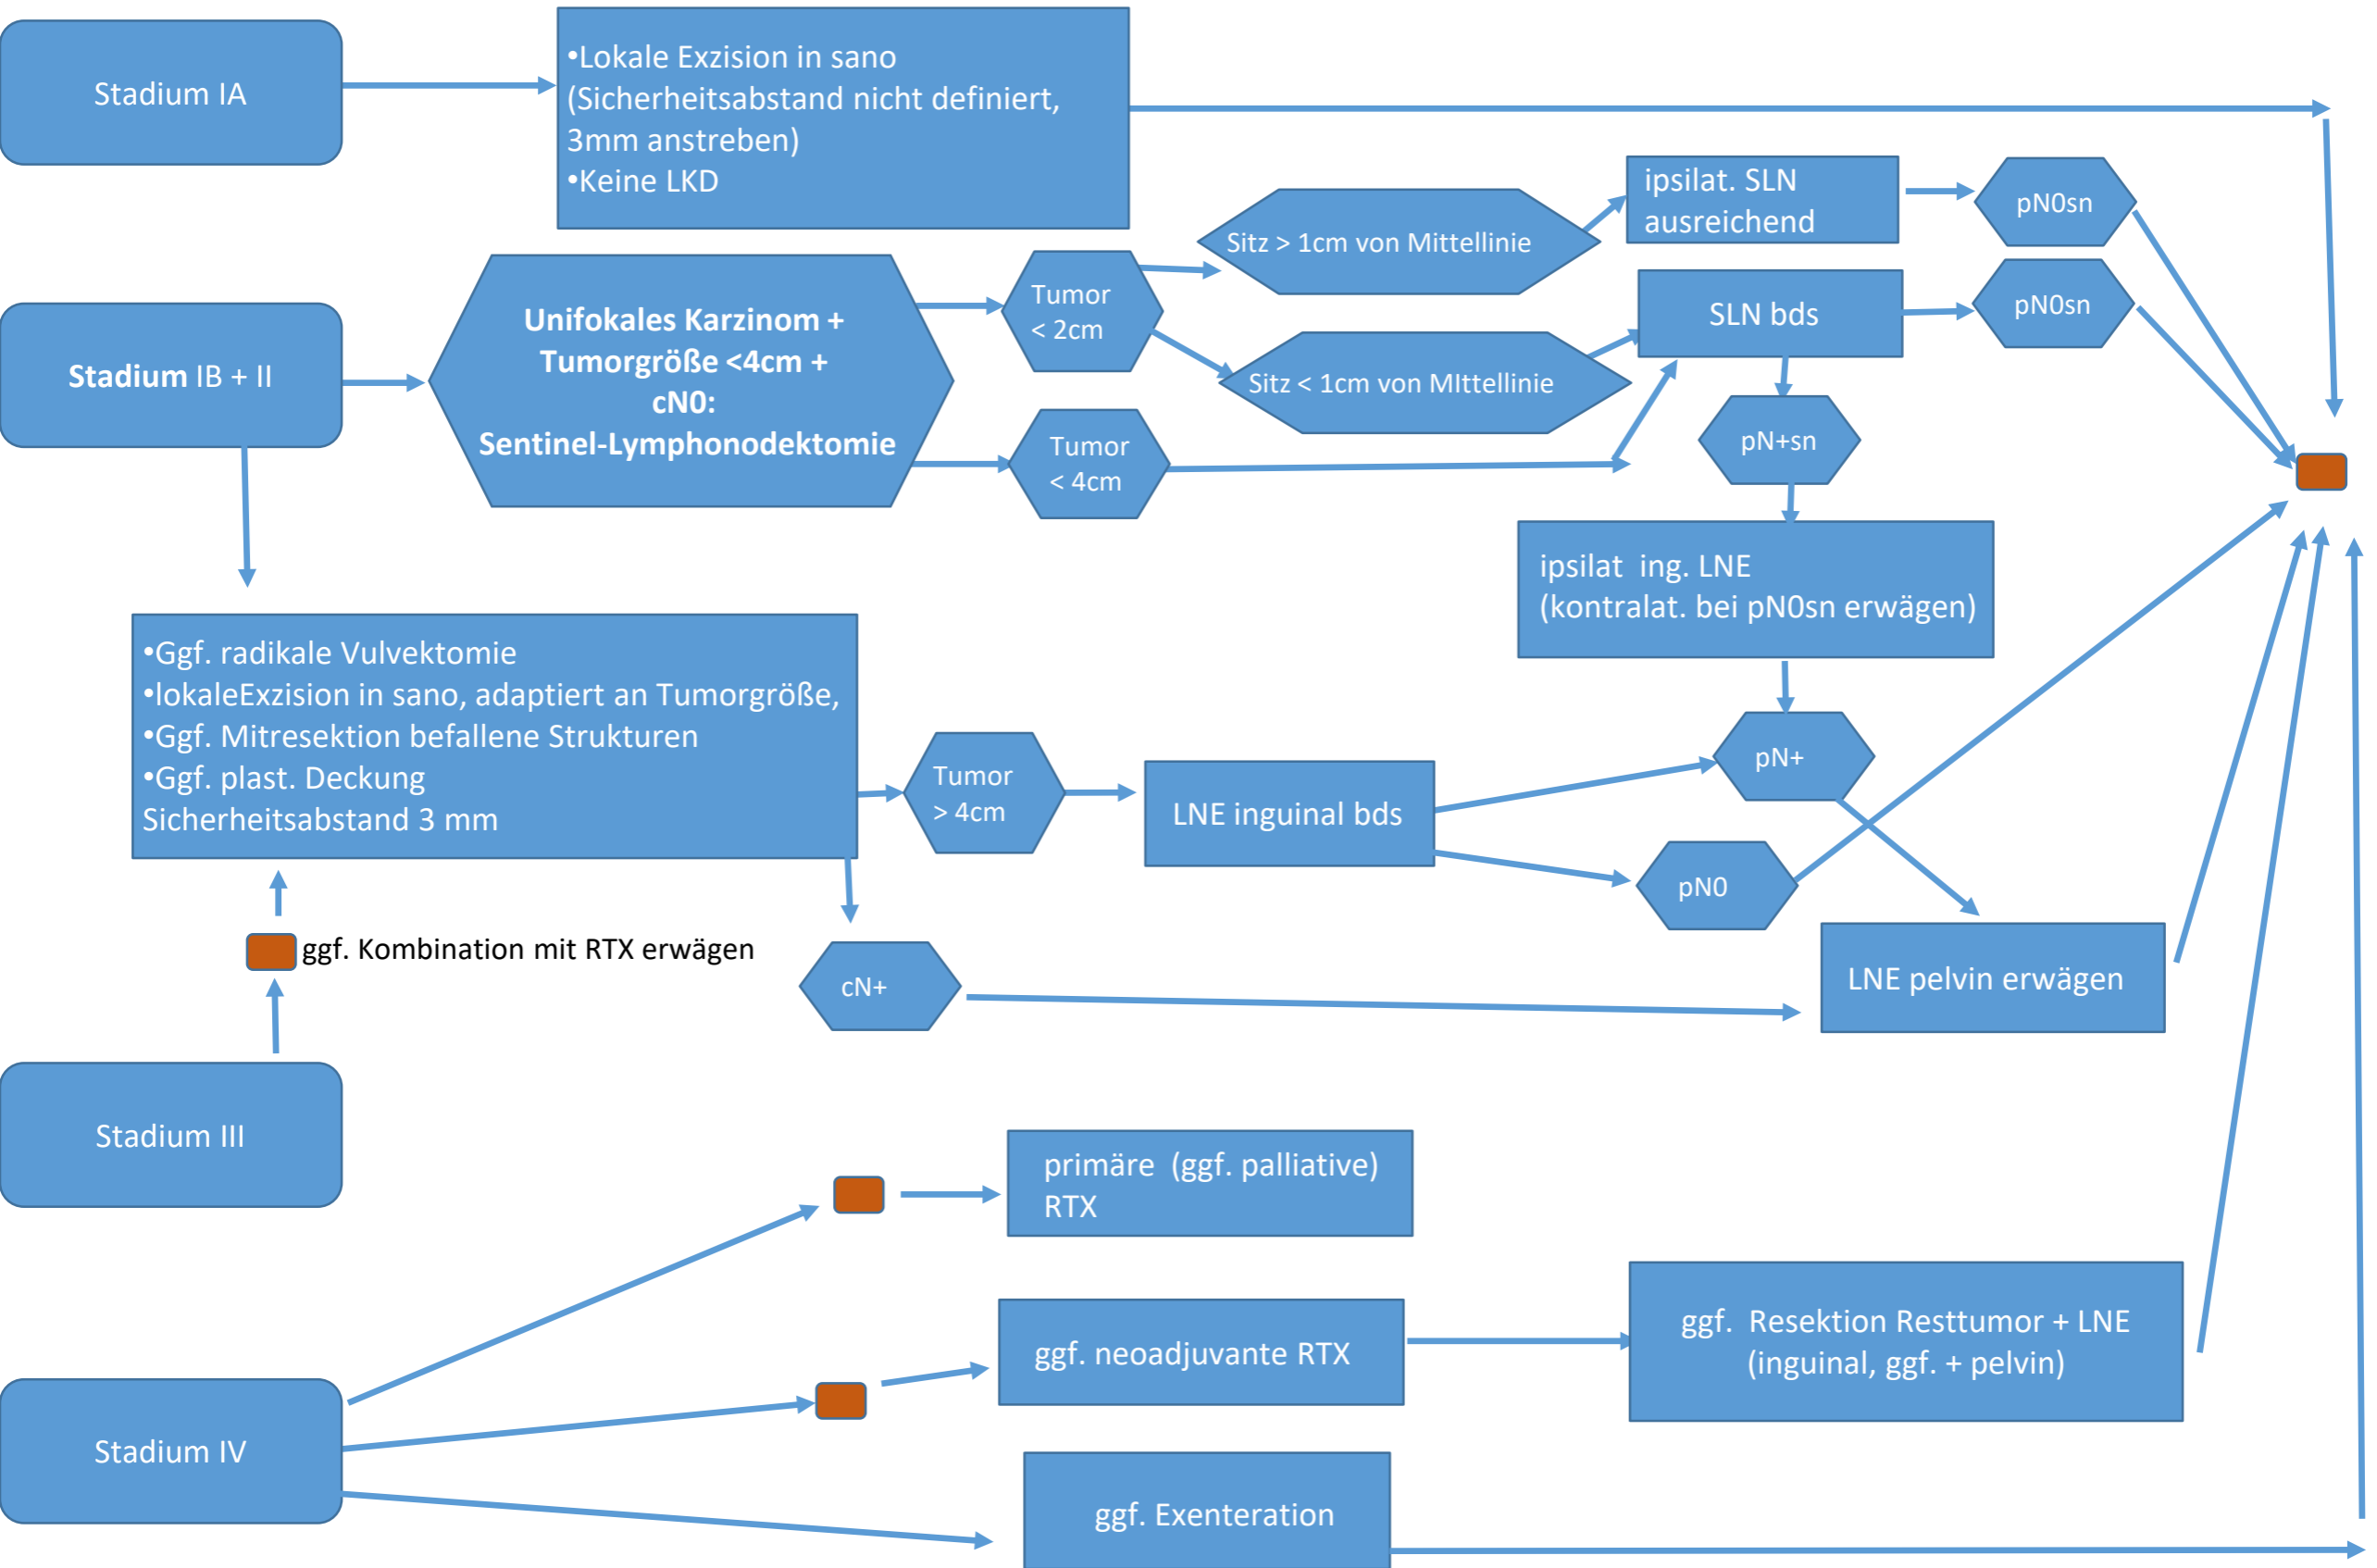 Stadium IA
•Lokale Exzision in sano
(Sicherheitsabstand nicht definiert,
3mm anstreben)
•Keine LKD
ipsilat. SLN
ausreichend
pN0sn
Sitz > 1cm von Mittellinie
Stadium IB + II
Unifokales Karzinom +
Tumorgröße <4cm +
cN0:
Sentinel-Lymphonodektomie
Tumor
< 2cm
SLN bds
pN0sn
Sitz < 1cm von MIttellinie
Tumor
< 4cm
pN+sn
ipsilat  ing. LNE
(kontralat. bei pN0sn erwägen)
•Ggf. radikale Vulvektomie
•lokaleExzision in sano, adaptiert an Tumorgröße,
•Ggf. Mitresektion befallene Strukturen
•Ggf. plast. Deckung
Sicherheitsabstand 3 mm
Tumor
> 4cm
LNE inguinal bds
pN+
pN0
ggf. Kombination mit RTX erwägen
cN+
LNE pelvin erwägen
Stadium III
primäre  (ggf. palliative)
RTX
ggf. neoadjuvante RTX
ggf.  Resektion Resttumor + LNE
(inguinal, ggf. + pelvin)
Stadium IV
ggf. Exenteration